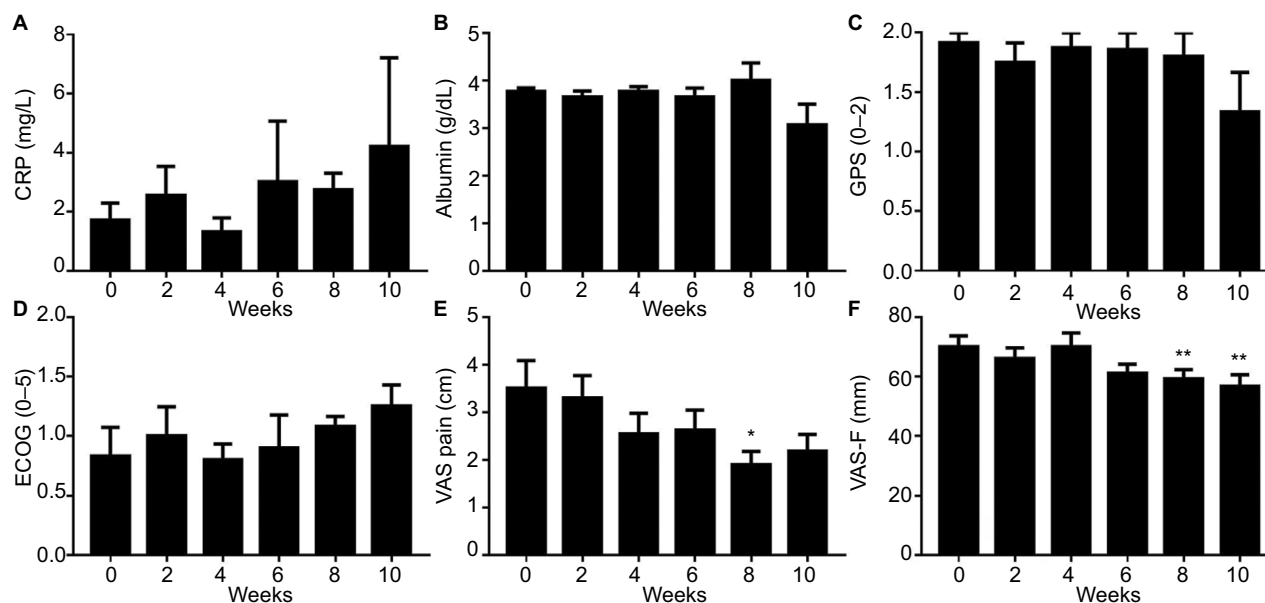 A
CRP (mg/L)
8
6
4
2
0
0 2 4 6 8 10
Weeks
B
Albumin (g/dL)
5
4
3
2
1
0
0 2 4 6 8 10
Weeks
C
GPS (0–2)
2.0
1.5
1.0
0.5
0.0
0 2 4 6 8 10
D
ECOG (0–5)
2.0
1.5
1.0
0.5
0.0
0 2 4 6 8 10
Weeks
E
VAS pain (cm)
5
4
3
2
1
0
*
0 2 4 6 8 10
Weeks
F
VAS-F (mm)
80
60
40
20
0
** **
0 2 4 6 8 10
Weeks